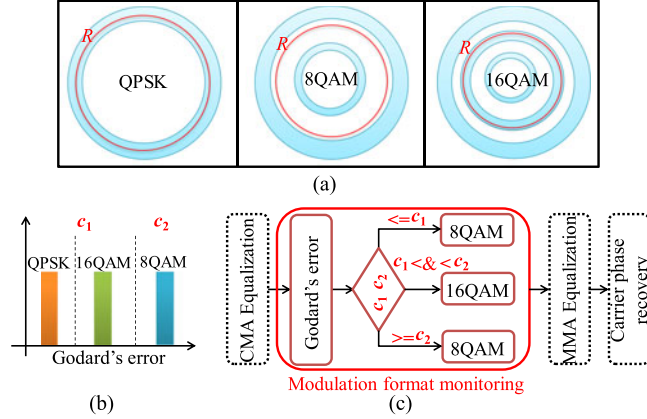 R
R
R
QPSK
8QAM
16QAM
(a)
c₁
c₂
QPSK
16QAM
8QAM
Godard's error
(b)
CMA Equalization
Godard's error
c₂
c₁
<=c₁
c₁<&<c₂
>=c₂
8QAM
16QAM
8QAM
Modulation format monitoring
MMA Equalization
Carrier phase
recovery
(c)